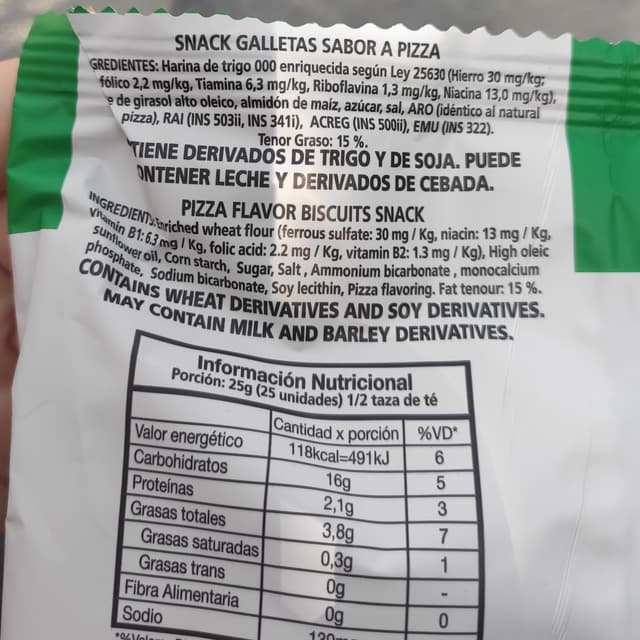 SNACK GALLETAS SABOR A PIZZA
GREDIENTES: Harina de trigo 000 enriquecida según Ley 25630 (Hierro 30 mg/kg;
fólico 2,2 mg/kg, Tiamina 6,3 mg/kg, Riboflavina 1,3 mg/kg, Niacina 13,0 mg/kg),
e de girasol alto oleico, almidón de maíz, azúcar, sal, ARO (idéntico al natural
pizza), RAI (INS 503ii, INS 341i), ACREG (INS 500ii), EMU (INS 322).
Tenor Graso: 15 %.
TIENE DERIVADOS DE TRIGO Y DE SOJA. PUEDE
ONTENER LECHE Y DERIVADOS DE CEBADA.
PIZZA FLAVOR BISCUITS SNACK
INGREDIENTS: Enriched wheat flour (ferrous sulfate: 30 mg / Kg, niacin: 13 mg / Kg,
Vitamin B1: 6.3 mg / Kg, folic acid: 2.2 mg / Kg, vitamin B2: 1.3 mg / Kg), High oleic
sunflower oil, Corn starch, Sugar, Salt, Ammonium bicarbonate, monocalcium
phosphate, Sodium bicarbonate, Soy lecithin, Pizza flavoring. Fat tenour: 15 %.
CONTAINS WHEAT DERIVATIVES AND SOY DERIVATIVES.
MAY CONTAIN MILK AND BARLEY DERIVATIVES.
Información Nutricional
Porción: 25g (25 unidades) 1/2 taza de té
Cantidad x porción %VD*
Valor energético 118kcal=491kJ 6
Carbohidratos 16g 5
Proteínas 2,1g 3
Grasas totales 3,8g 7
Grasas saturadas 0,3g 1
Grasas trans 0g -
Fibra Alimentaria 0g 0
Sodio